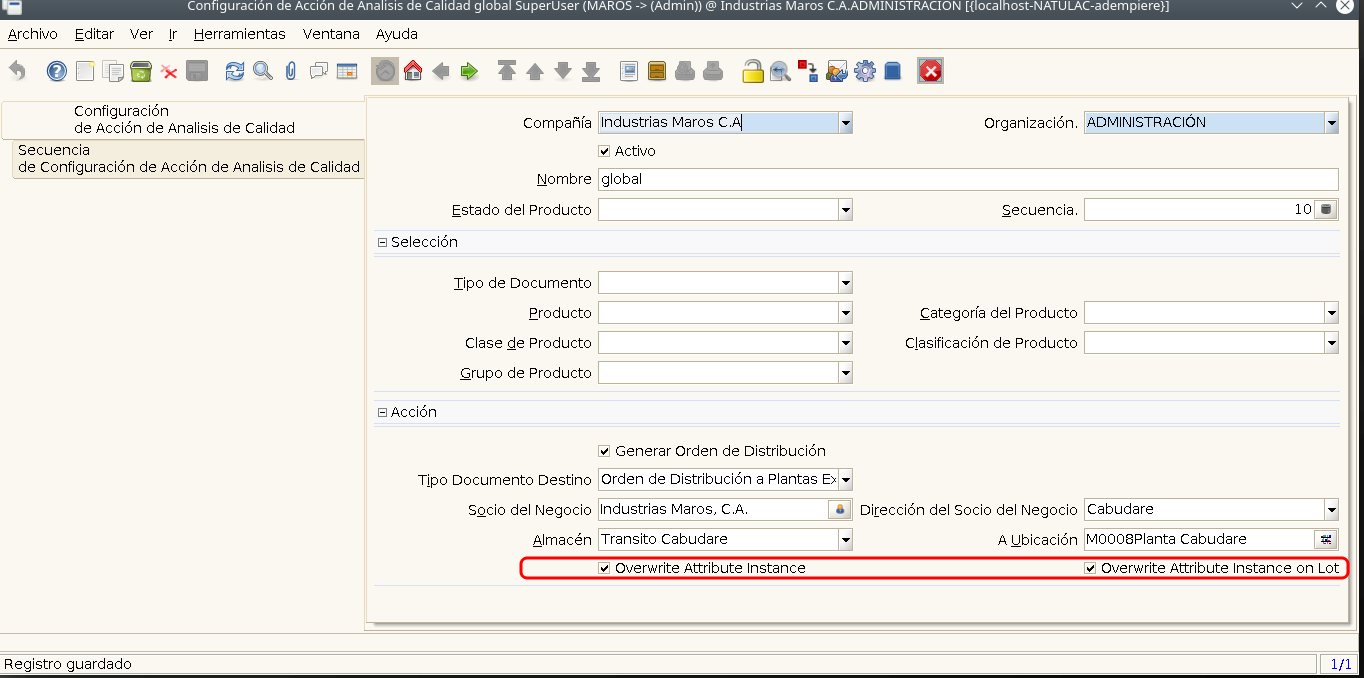 Configuración de Acción de Analisis de Calidad global SuperUser (MAROS -> (Admin)) @ Industrias Maros C.A.ADMINISTRACIÓN [{localhost-NATULAC-adempiere}]
Archivo Editar Ver Ir Herramientas Ventana Ayuda
Configuración
de Acción de Analisis de Calidad
Secuencia
de Configuración de Acción de Analisis de Calidad
Compañía Industrias Maros C.A Organización. ADMINISTRACIÓN
Activo
Nombre global
Estado del Producto Secuencia. 10
Selección
Tipo de Documento
Producto Categoría del Producto
Clase de Producto Clasificación de Producto
Grupo de Producto
Acción
Generar Orden de Distribución
Tipo Documento Destino Orden de Distribución a Plantas Ex
Socio del Negocio Industrias Maros, C.A. Dirección del Socio del Negocio Cabudare
Almacén Transito Cabudare A Ubicación M0008Planta Cabudare
Overwrite Attribute Instance Overwrite Attribute Instance on Lot
Registro guardado 1/1